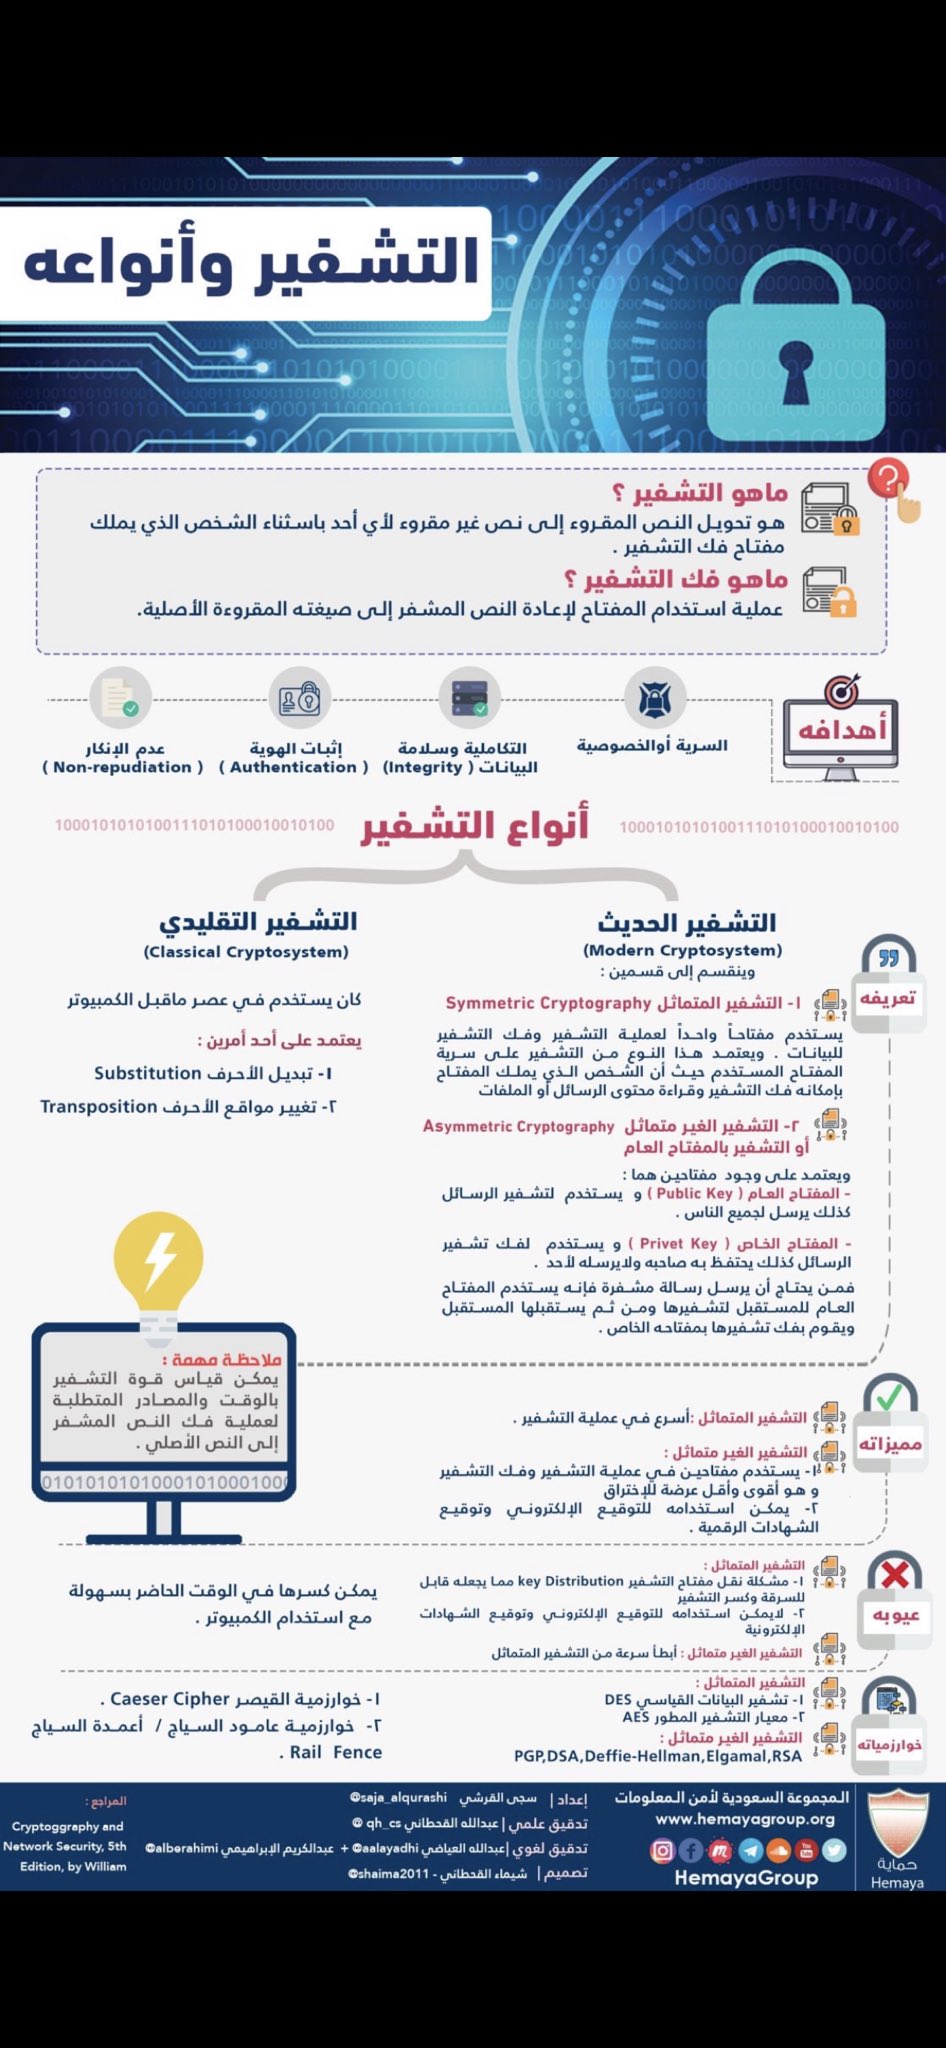 التشفير وأنواعه
ماهو التشفير ؟
هو تحويل النص المقروء إلى نص غير مقروء لأي أحد باسثناء الشخص الذي يملك
مفتاح فك التشفير .
ماهو فك التشفير ؟
عملية استخدام المفتاح لإعادة النص المشفر إلى صيغته المقروءة الأصلية.
أهدافه
السرية أوالخصوصية
التكاملية وسلامة
البيانات ( Integrity)
إثبات الهوية
( Authentication )
عدم الإنكار
( Non-repudiation )
أنواع التشفير
1000101010100111010100010010100
1000101010100111010100010010100
تعريفه
التشفير الحديث
(Modern Cryptosystem)
وينقسم إلى قسمين :
١- التشفير المتماثل Symmetric Cryptography
يستخدم مفتاحاً واحداً لعملية التشفير وفك التشفير
للبيانات . ويعتمد هذا النوع من التشفير على سرية
المفتاح المستخدم حيث أن الشخص الذي يملك المفتاح
بإمكانه فك التشفير وقراءة محتوى الرسائل أو الملفات
٢- التشفير الغير متماثل Asymmetric Cryptography
أو التشفير بالمفتاح العام
ويعتمد على وجود مفتاحين هما :
- المفتاح العام ( Public Key ) و يستخدم لتشفير الرسائل
كذلك يرسل لجميع الناس .
- المفتاح الخاص ( Privet Key ) و يستخدم لفك تشفير
الرسائل كذلك يحتفظ به صاحبه ولايرسله لأحد .
فمن يحتاج أن يرسل رسالة مشفرة فإنه يستخدم المفتاح
العام للمستقبل لتشفيرها ومن ثم يستقبلها المستقبل
ويقوم بفك تشفيرها بمفتاحه الخاص .
التشفير التقليدي
(Classical Cryptosystem)
كان يستخدم في عصر ماقبل الكمبيوتر
يعتمد على أحد أمرين :
١- تبديل الأحرف Substitution
٢- تغيير مواقع الأحرف Transposition
ملاحظة مهمة :
يمكن قياس قوة التشفير
بالوقت والمصادر المتطلبة
لعملية فك النص المشفر
إلى النص الأصلي .
مميزاته
التشفير المتماثل :أسرع في عملية التشفير .
التشفير الغير متماثل :
١- يستخدم مفتاحين في عملية التشفير وفك التشفير
و هو أقوى وأقل عرضة للإختراق
٢- يمكن استخدامه للتوقيع الإلكتروني وتوقيع
الشهادات الرقمية .
عيوبه
التشفير المتماثل :
١- مشكلة نقل مفتاح التشفير key Distribution مما يجعله قابل
للسرقة وكسر التشفير
٢- لايمكن استخدامه للتوقيع الإلكتروني وتوقيع الشهادات
الإلكترونية
التشفير الغير متماثل : أبطأ سرعة من التشفير المتماثل
يمكن كسرها في الوقت الحاضر بسهولة
مع استخدام الكمبيوتر .
خوارزمياته
التشفير المتماثل :
١- تشفير البيانات القياسي DES
٢- معيار التشفير المطور AES
التشفير الغير متماثل :
PGP,DSA,Deffie-Hellman,Elgamal,RSA
١- خوارزمية القيصر Caeser Cipher .
٢- خوارزمية عامود السياج / أعمدة السياج
Rail Fence .
حماية
Hemaya
المجموعة السعودية لأمن المعلومات
www.hemayagroup.org
HemayaGroup
إعداد | سجى القرشي @saja_alqurashi
تدقيق علمي | عبدالله القحطاني @ qh_cs
تدقيق لغوي |عبدالله العياضي @aalayadhi + عبدالكريم الإبراهيمي @alberahimi
تصميم | شيماء القحطاني - @shaima2011
المراجع :
Cryptoggraphy and
Network Security, 5th
Edition, by William